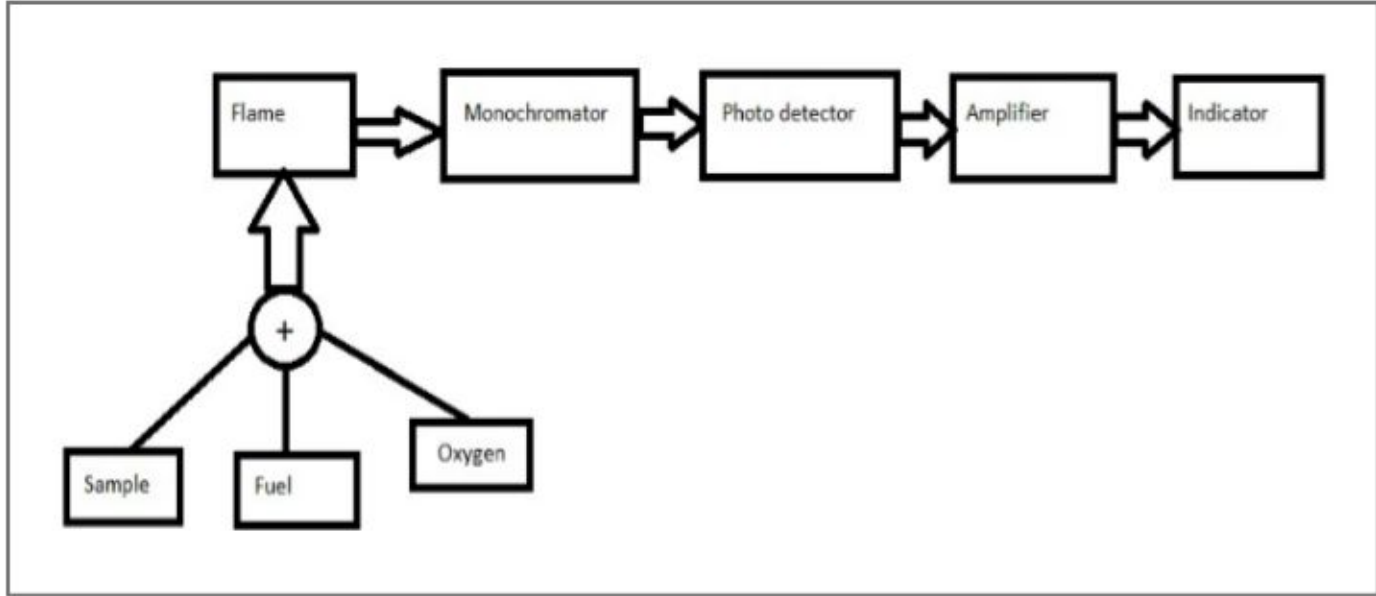 Flame
Monochromator
Photo detector
Amplifier
Indicator
+
Sample
Fuel
Oxygen